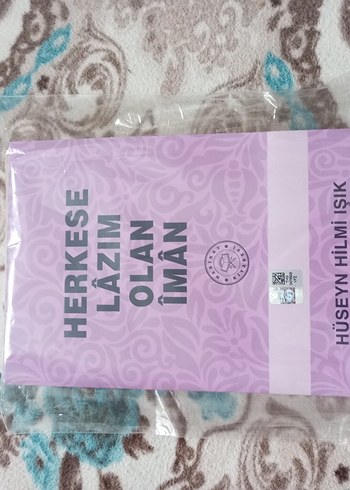 HERKESE
LÂZIM
OLAN
ÎMÂN
HÜSEYN HİLMİ IŞIK